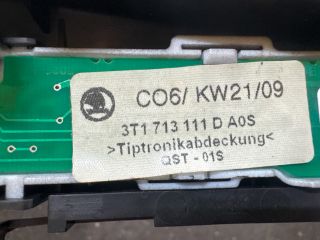 CO6/ KW21/09
3T1 713 111 D A0S
>Tiptronikabdeckung<
QST - 01S